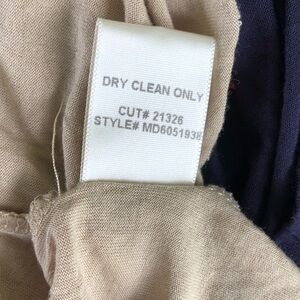 DRY CLEAN ONLY
CUT# 21326
STYLE# MD6051938